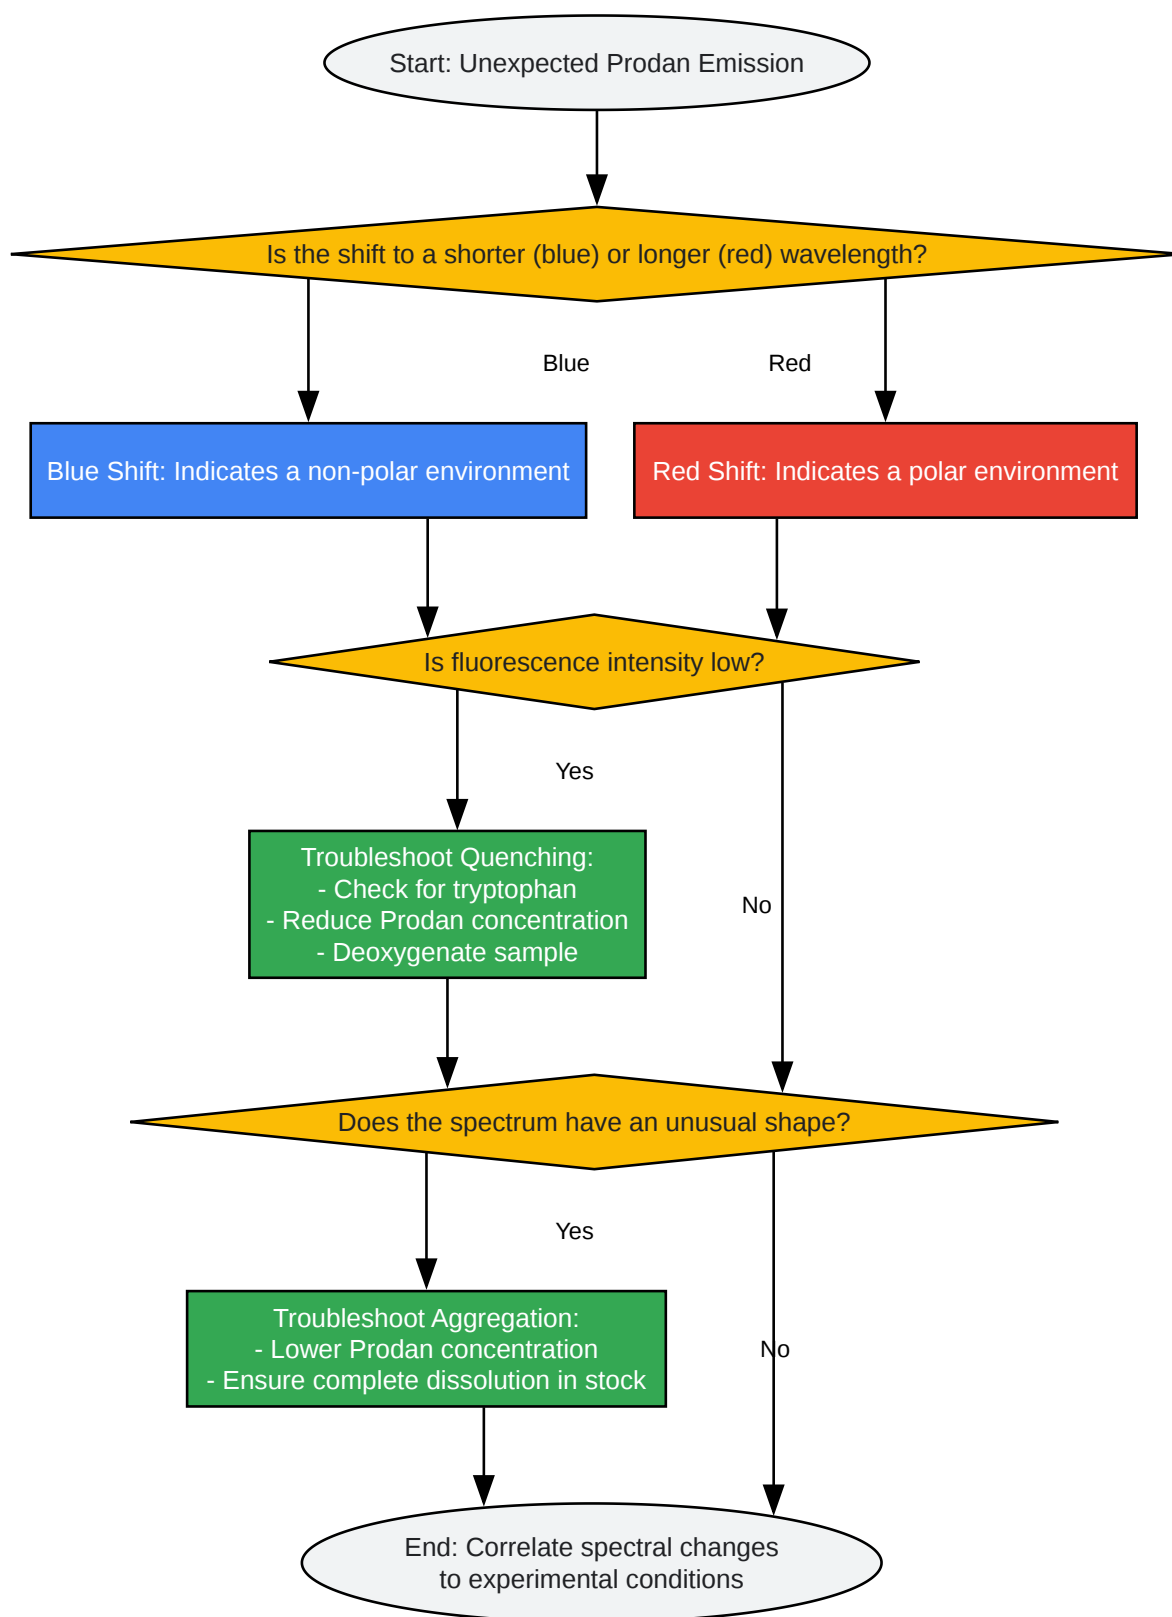 Start: Unexpected Prodan Emission
Is the shift to a shorter (blue) or longer (red) wavelength?
Blue
Red
Blue Shift: Indicates a non-polar environment
Red Shift: Indicates a polar environment
Is fluorescence intensity low?
Yes
Troubleshoot Quenching:
- Check for tryptophan
- Reduce Prodan concentration
- Deoxygenate sample
No
Does the spectrum have an unusual shape?
Yes
Troubleshoot Aggregation:
- Lower Prodan concentration
- Ensure complete dissolution in stock
No
End: Correlate spectral changes
to experimental conditions